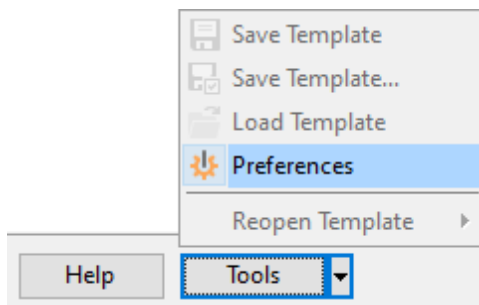 Save Template
Save Template...
Load Template
Preferences
Reopen Template
Help
Tools